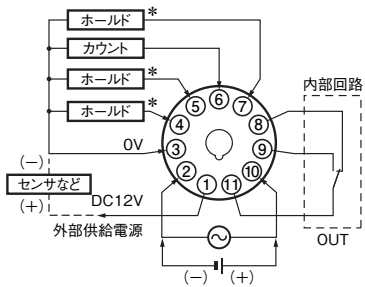 ホールド *
カウント
ホールド *
ホールド *
内部回路
⑤ ⑥ ⑦
④ ⑧
0V ③ ⑨
② ⑩
① ⑪
(−)
センサなど
(+)
DC12V
外部供給電源
OUT
(−) (+)